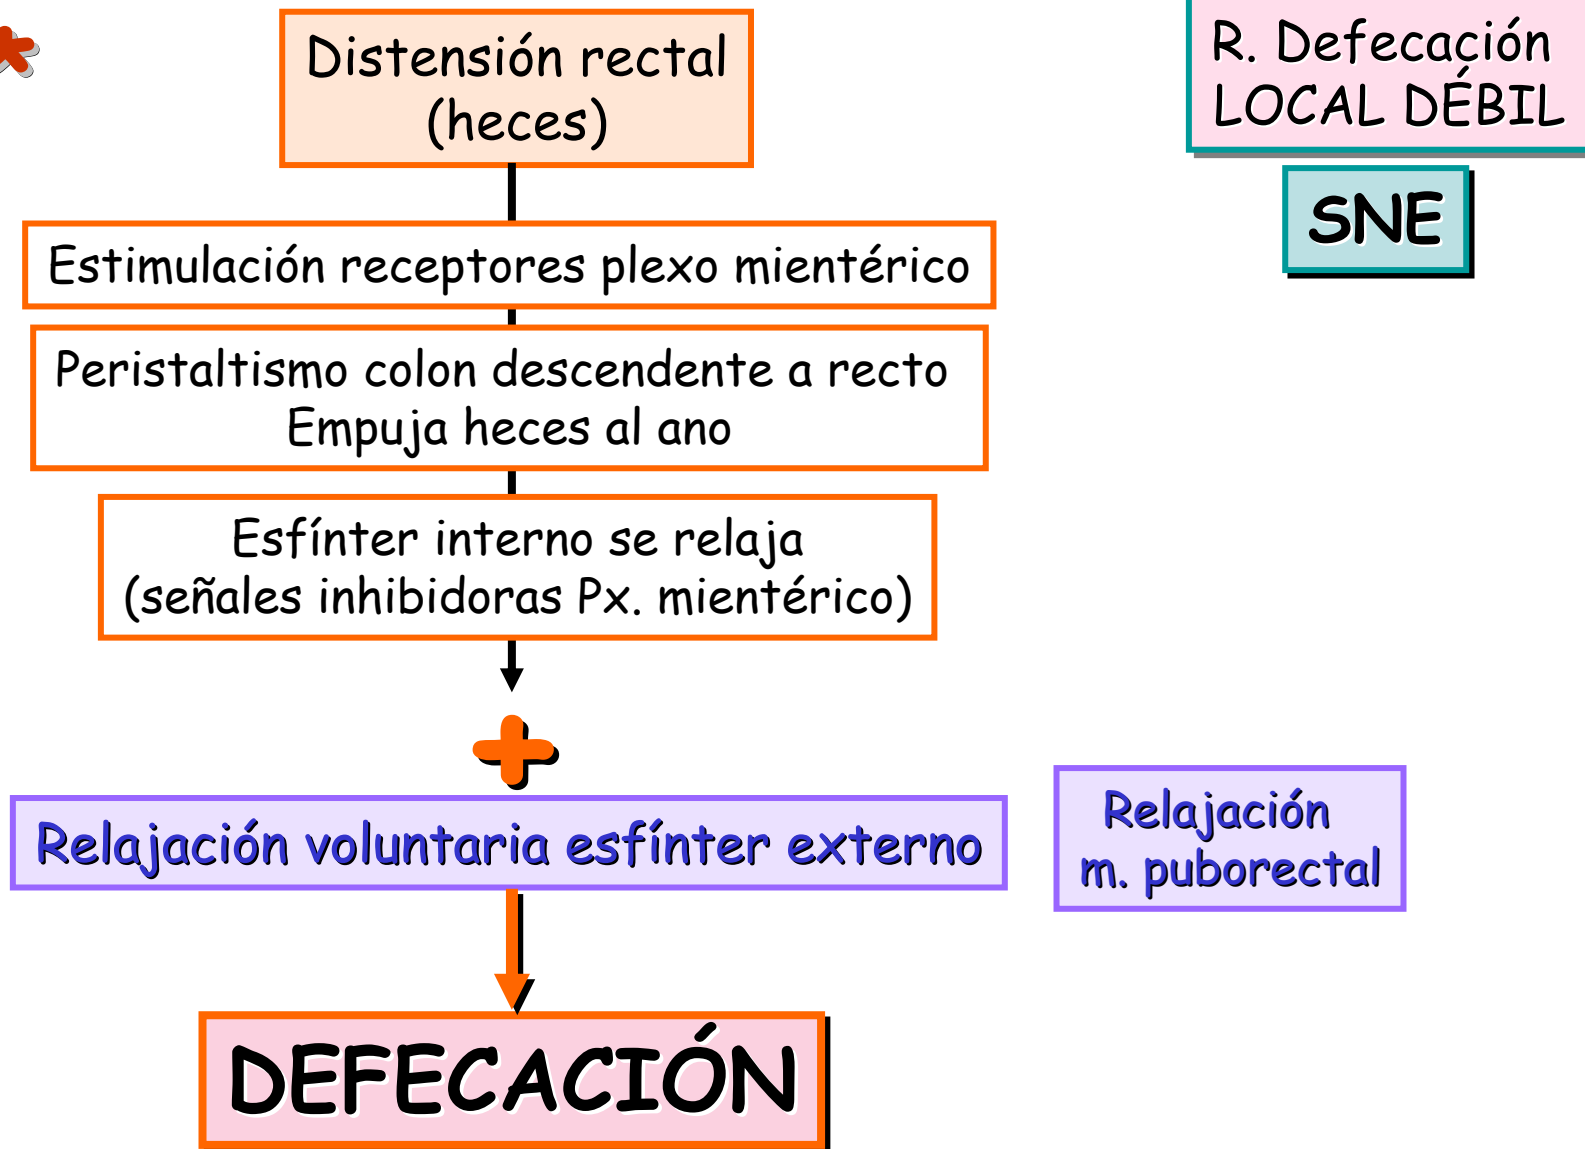 Distensión rectal
(heces)
R. Defecación
LOCAL DÉBIL
SNE
Estimulación receptores plexo mientérico
Peristaltismo colon descendente a recto
Empuja heces al ano
Esfínter interno se relaja
(señales inhibidoras Px. mientérico)
+
Relajación voluntaria esfínter externo
Relajación
m. puborectal
DEFECACIÓN